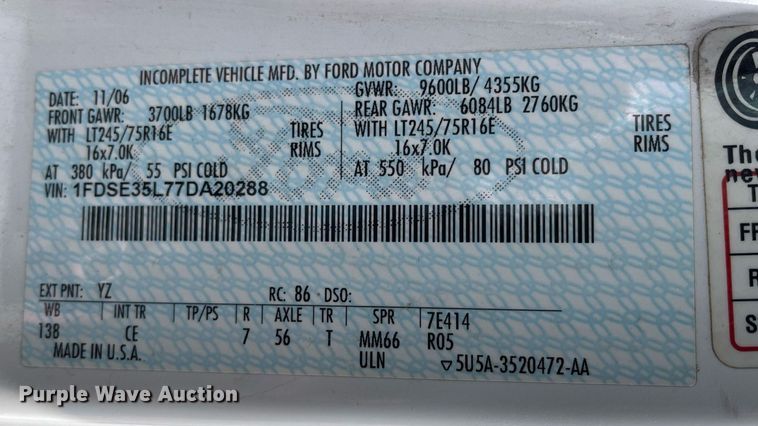 INCOMPLETE VEHICLE MFD. BY FORD MOTOR COMPANY
DATE: 11/06 GVWR: 9600LB/ 4355KG
FRONT GAWR: 3700LB 1678KG REAR GAWR: 6084LB 2760KG
WITH LT245/75R16E TIRES WITH LT245/75R16E TIRES
16x7.0K RIMS 16x7.0K RIMS
AT 380 kPa/ 55 PSI COLD AT 550 kPa/ 80 PSI COLD
VIN: 1FDSE35L77DA20288
EXT PNT: YZ RC: 86 DSO:
WB INT TR TP/PS R AXLE TR SPR 7E414
138 CE 7 56 T MM66 R05
MADE IN U.S.A. ULN ▽5U5A-3520472-AA
The
new
T
FR
R
S
Purple Wave Auction